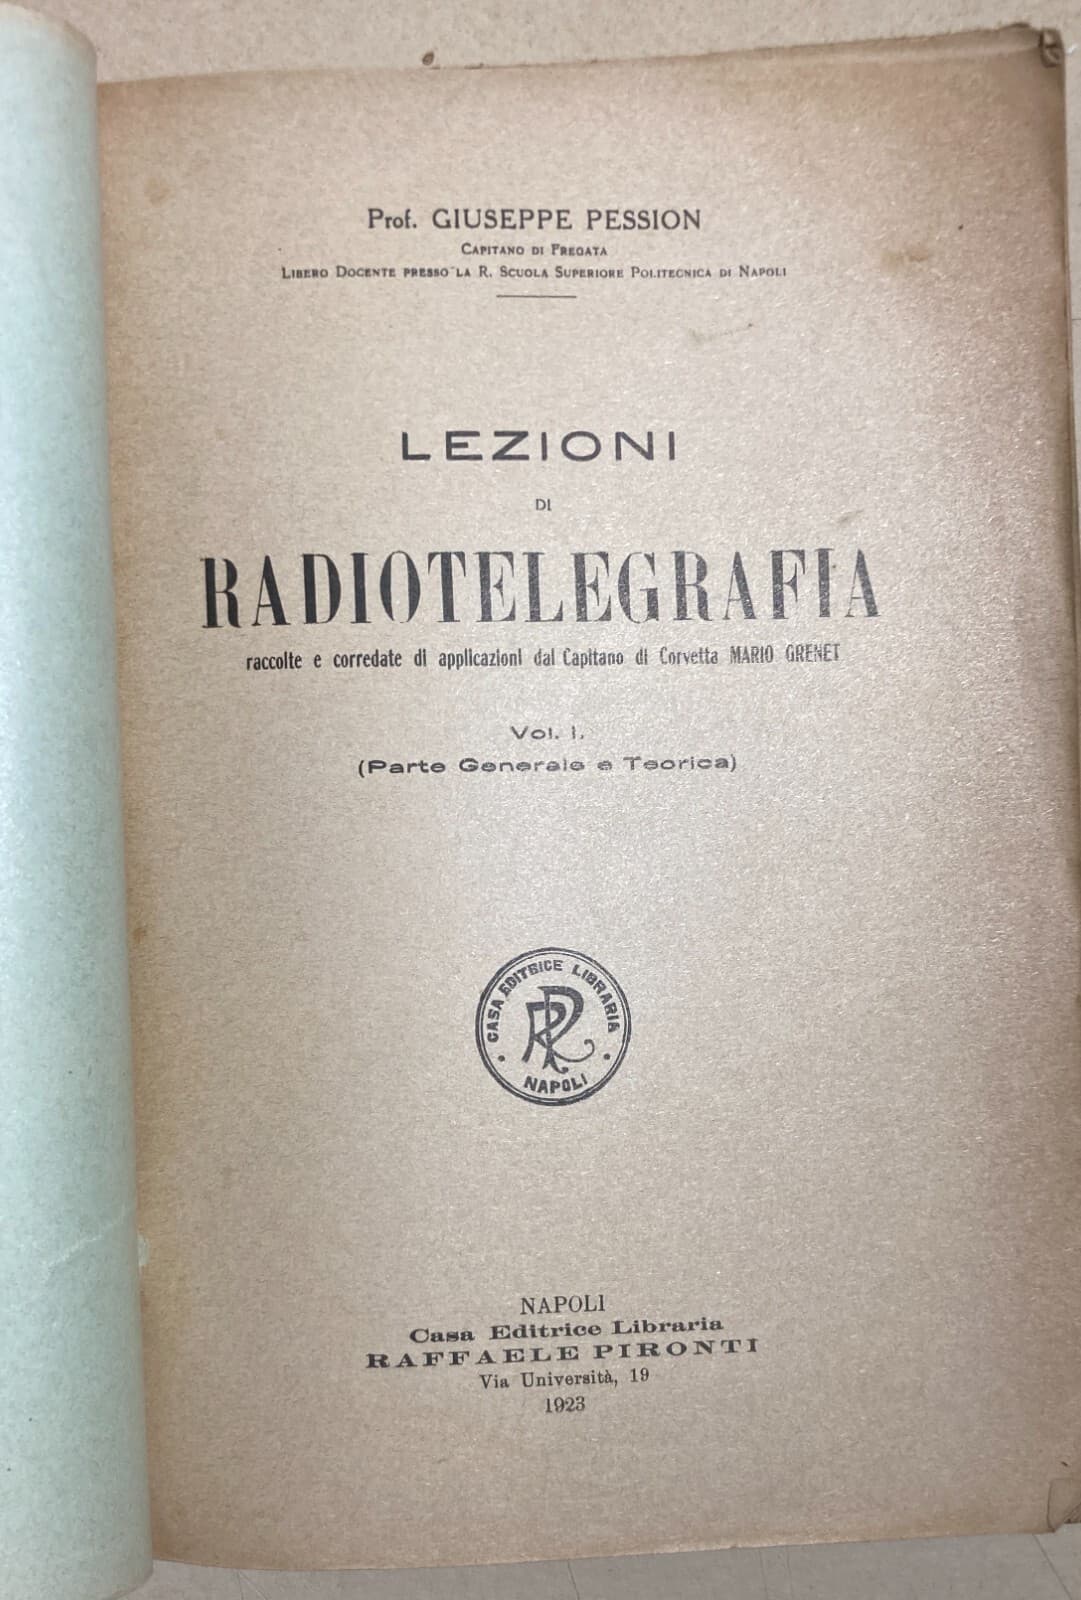 Prof. GIUSEPPE PESSION
CAPITANO DI FREGATA
LIBERO DOCENTE PRESSO LA R. SCUOLA SUPERIORE POLITECNICA DI NAPOLI
LEZIONI
DI
RADIOTELEGRAFIA
raccolte e corredate di applicazioni dal Capitano di Corvetta MARIO GRENET
Vol. I.
(Parte Generale e Teorica)
CASA EDITRICE LIBRARIA
RP
NAPOLI
NAPOLI
Casa Editrice Libraria
RAFFAELE PIRONTI
Via Università, 19
1923